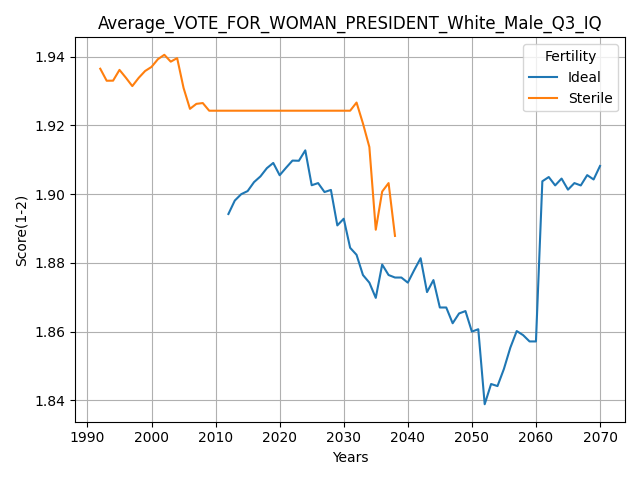 Average_VOTE_FOR_WOMAN_PRESIDENT_White_Male_Q3_IQ
Fertility
Ideal
Sterile
Score(1-2)
1.94
1.92
1.90
1.88
1.86
1.84
1990 2000 2010 2020 2030 2040 2050 2060 2070
Years